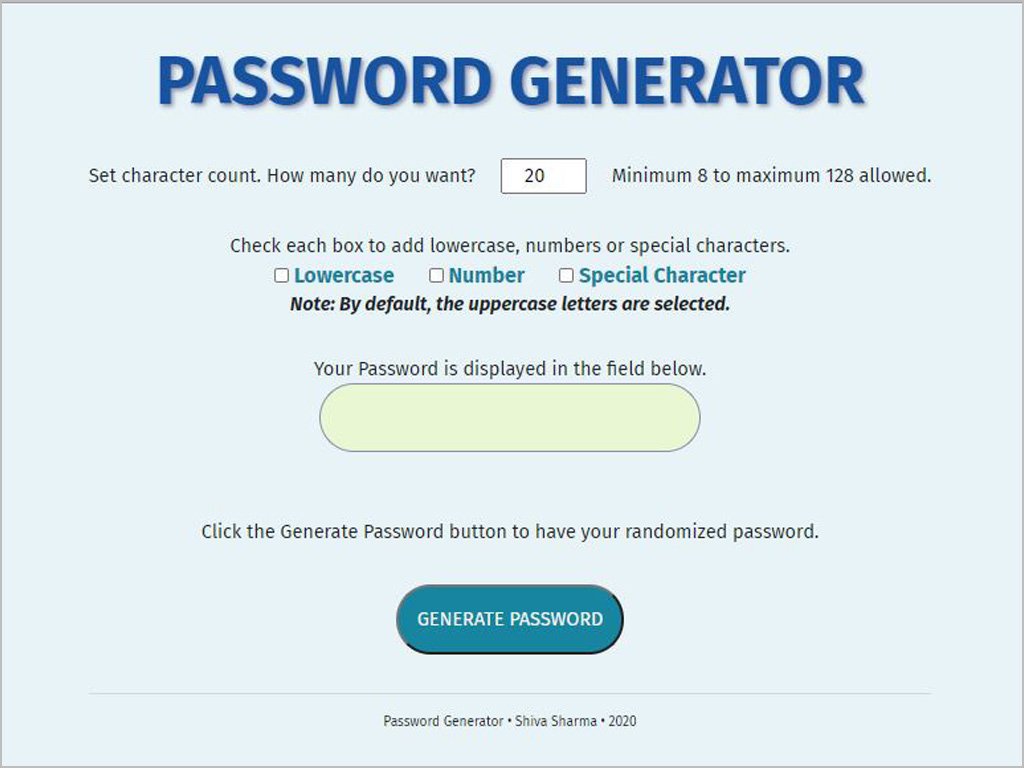 PASSWORD GENERATOR
Set character count. How many do you want? 20 Minimum 8 to maximum 128 allowed.
Check each box to add lowercase, numbers or special characters.
Lowercase Number Special Character
Note: By default, the uppercase letters are selected.
Your Password is displayed in the field below.
Click the Generate Password button to have your randomized password.
GENERATE PASSWORD
Password Generator • Shiva Sharma • 2020